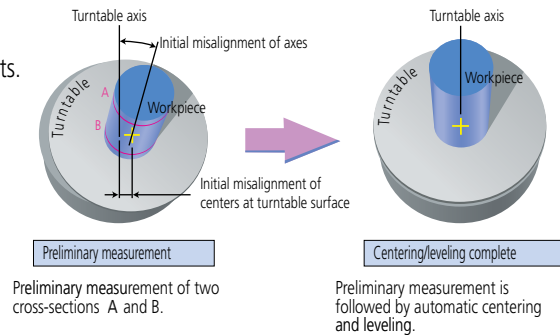 Turntable axis
Initial misalignment of axes
ts.
Turntable
A
Workpiece
B
Initial misalignment of
centers at turntable surface
Preliminary measurement
Preliminary measurement of two
cross-sections A and B.
Turntable axis
Turntable
Workpiece
Centering/leveling complete
Preliminary measurement is
followed by automatic centering
and leveling.